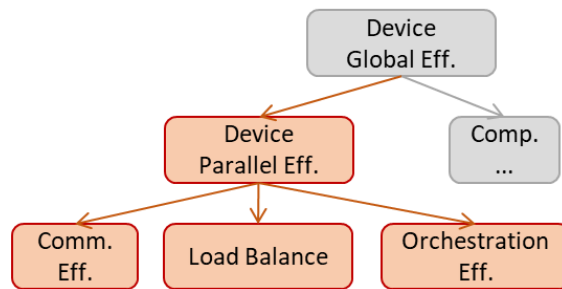 Device
Global Eff.
Device
Parallel Eff.
Comp.
...
Comm.
Eff.
Load Balance
Orchestration
Eff.